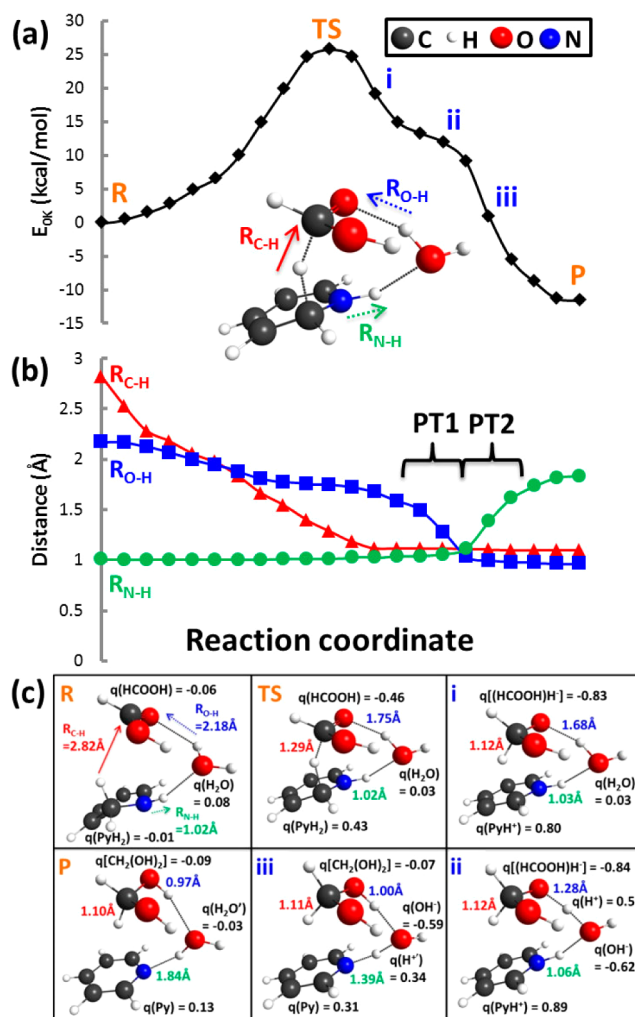 (a)
TS
C H O N
30
25
20
15
10
5
0
-5
-10
15
E0K (kcal/mol)
R
i
ii
iii
P
RO-H
RC-H
RN-H
(b)
3
2.5
2
1.5
1
0.5
0
Distance (Å)
RC-H
RO-H
RN-H
PT1 PT2
Reaction coordinate
(c)
R
q(HCOOH) = -0.06
RO-H
=2.18Å
RC-H
=2.82Å
q(H2O)
= 0.08
RN-H
=1.02Å
q(PyH2) = -0.01
TS
q(HCOOH) = -0.46
1.75Å
1.29Å
q(H2O)
= 0.03
1.02Å
q(PyH2) = 0.43
i
q[(HCOOH)H-] = -0.83
1.68Å
1.12Å
q(H2O)
= 0.03
1.03Å
q(PyH+) = 0.80
P
q[CH2(OH)2] = -0.09
0.97Å
q(H2O')
= -0.03
1.10Å
1.84Å
q(Py) = 0.13
iii
q[CH2(OH)2] = -0.07
1.00Å
q(OH-)
= -0.59
1.11Å
q(H+')
= 0.34
1.39Å
q(Py) = 0.31
ii
q[(HCOOH)H-] = -0.84
1.28Å
q(H+) = 0.5
1.12Å
q(OH-)
= -0.62
1.06Å
q(PyH+) = 0.89